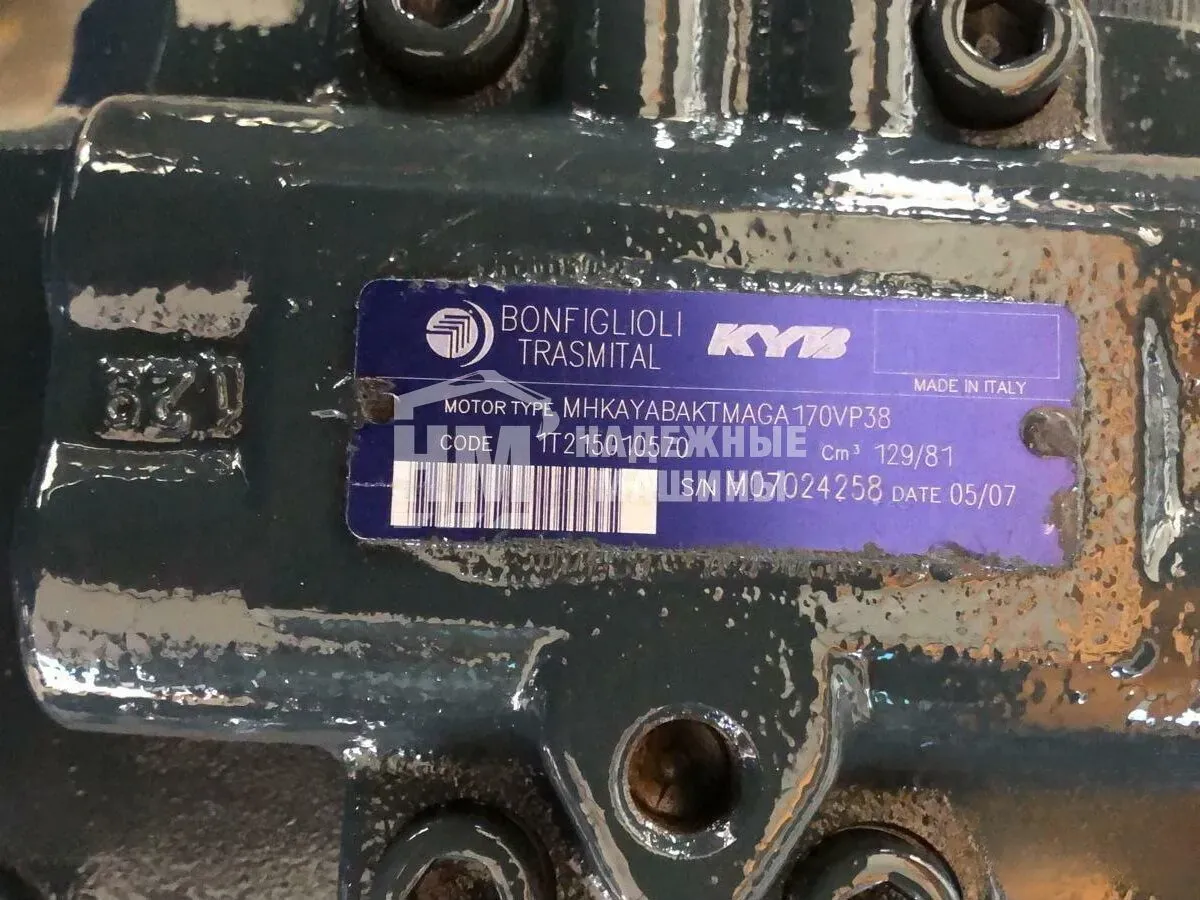 BONFIGLIOLI
TRASMITAL
KYB
MADE IN ITALY
MOTOR TYPE MHKAYABAKTMAGA170VP38
CODE 1T215010570 Cm³ 129/81
S/N M07024258 DATE 05/07
НМ НАДЕЖНЫЕ
МАШИНЫ